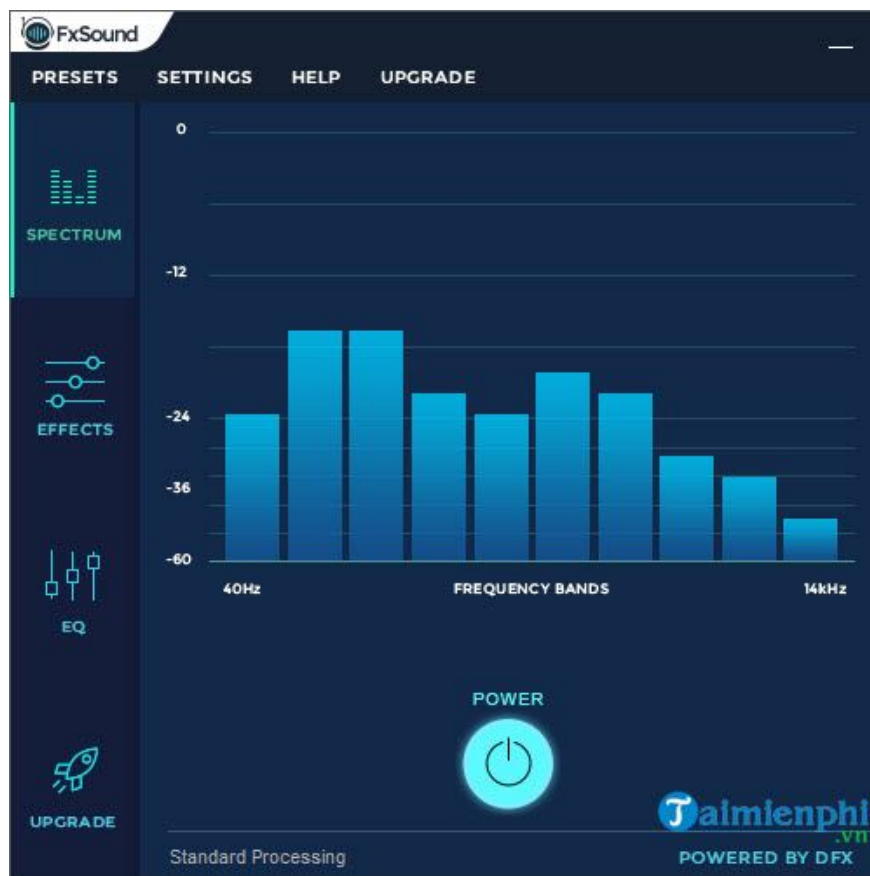 FxSound
PRESETS SETTINGS HELP UPGRADE
0
SPECTRUM
-12
EFFECTS
-24
-36
-60
40Hz FREQUENCY BANDS 14kHz
EQ
POWER
UPGRADE
Taimienphi
.vn
Standard Processing
POWERED BY DFX